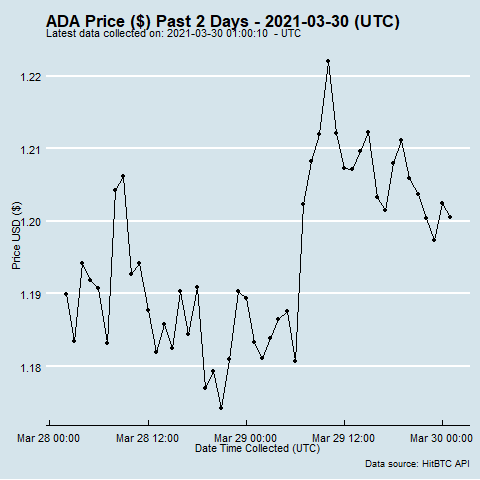 ADA Price ($) Past 2 Days - 2021-03-30 (UTC)
Latest data collected on: 2021-03-30 01:00:10 - UTC
1.22
1.21
1.20
1.19
1.18
Price USD ($)
Mar 28 00:00 Mar 28 12:00 Mar 29 00:00 Mar 29 12:00 Mar 30 00:00
Date Time Collected (UTC)
Data source: HitBTC API